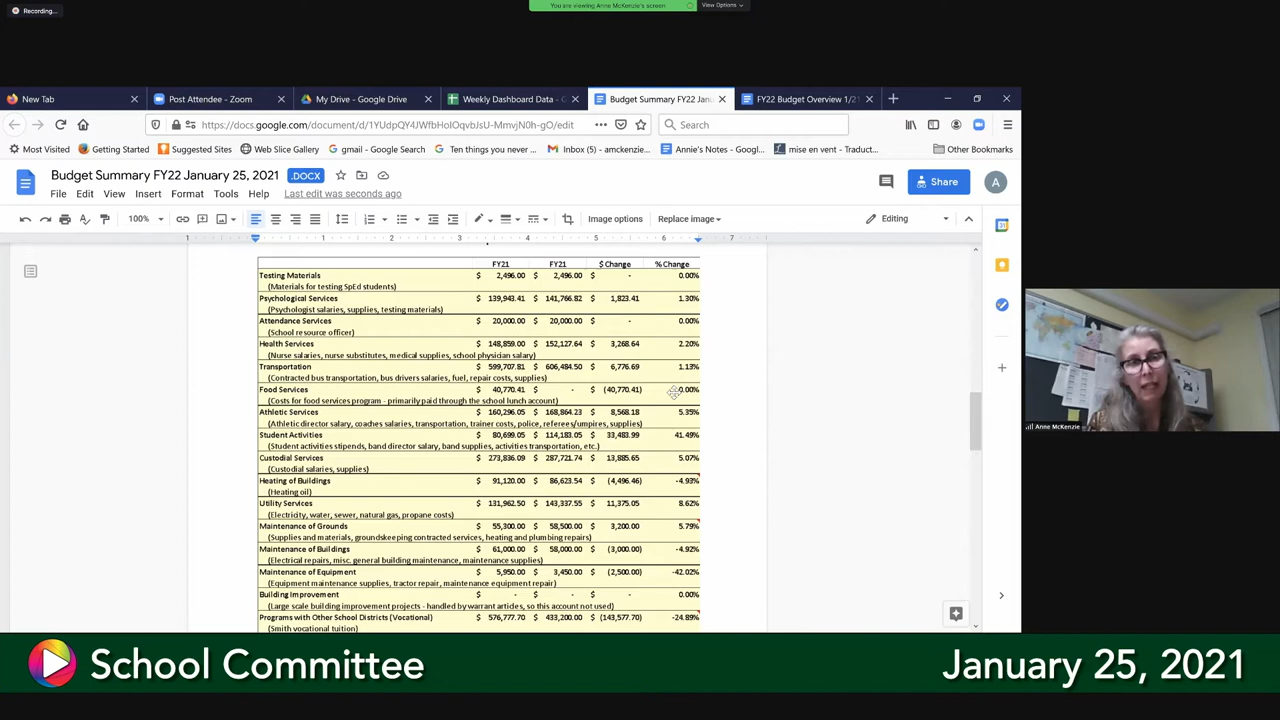 Recording...
You are viewing Anne McKenzie's screen
View Options
New Tab
Post Attendee - Zoom
My Drive - Google Drive
Weekly Dashboard Data - G
Budget Summary FY22 Janu
FY22 Budget Overview 1/21
https://docs.google.com/document/d/1YUdpQY4JWfbHoIOqvbJsU-MmvjN0h-gO/edit
Search
Most Visited
Getting Started
Suggested Sites
Web Slice Gallery
gmail - Google Search
Ten things you never ...
Inbox (5) - amckenzie...
Annie's Notes - Googl...
mise en vent - Traduct...
Other Bookmarks
Budget Summary FY22 January 25, 2021 .DOCX
Share
A
File Edit View Insert Format Tools Help Last edit was seconds ago
100% Image options Replace image Editing
1 1 2 3 4 5 6 7
FY21 FY21 $ Change % Change
Testing Materials $ 2,496.00 $ 2,496.00 $ - 0.00%
(Materials for testing SpEd students)
Psychological Services $ 139,943.41 $ 141,766.82 $ 1,823.41 1.30%
(Psychologist salaries, supplies, testing materials)
Attendance Services $ 20,000.00 $ 20,000.00 $ - 0.00%
(School resource officer)
Health Services $ 148,859.00 $ 152,127.64 $ 3,268.64 2.20%
(Nurse salaries, nurse substitutes, medical supplies, school physician salary)
Transportation $ 599,707.81 $ 606,484.50 $ 6,776.69 1.13%
(Contracted bus transportation, bus drivers salaries, fuel, repair costs, supplies)
Food Services $ 40,770.41 $ - $ (40,770.41) 0.00%
(Costs for food services program - primarily paid through the school lunch account)
Athletic Services $ 160,296.05 $ 168,864.23 $ 8,568.18 5.35%
(Athletic director salary, coaches salaries, transportation, trainer costs, police, referees/umpires, supplies)
Student Activities $ 80,699.05 $ 114,183.05 $ 33,483.99 41.49%
(Student activities stipends, band director salary, band supplies, activities transportation, etc.)
Custodial Services $ 273,836.09 $ 287,721.74 $ 13,885.65 5.07%
(Custodial salaries, supplies)
Heating of Buildings $ 91,120.00 $ 86,623.54 $ (4,496.46) -4.93%
(Heating oil)
Utility Services $ 131,962.50 $ 143,337.55 $ 11,375.05 8.62%
(Electricity, water, sewer, natural gas, propane costs)
Maintenance of Grounds $ 55,300.00 $ 58,500.00 $ 3,200.00 5.79%
(Supplies and materials, groundskeeping contracted services, heating and plumbing repairs)
Maintenance of Buildings $ 61,000.00 $ 58,000.00 $ (3,000.00) -4.92%
(Electrical repairs, misc. general building maintenance, maintenance supplies)
Maintenance of Equipment $ 5,950.00 $ 3,450.00 $ (2,500.00) -42.02%
(Equipment maintenance supplies, tractor repair, maintenance equipment repair)
Building Improvement $ - $ - $ - 0.00%
(Large scale building improvement projects - handled by warrant articles, so this account not used)
Programs with Other School Districts (Vocational) $ 576,777.70 $ 433,200.00 $ (143,577.70) -24.89%
(Smith vocational tuition)
Anne McKenzie
School Committee
January 25, 2021